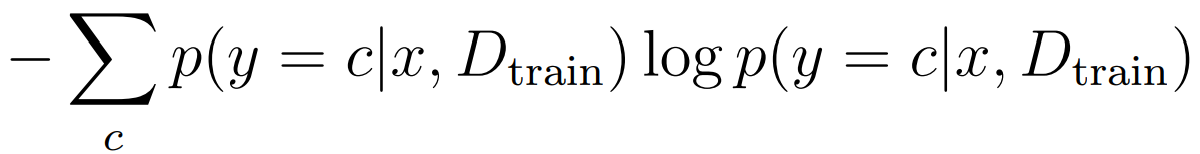 − ∑_c p(y = c|x, D_train) log p(y = c|x, D_train)